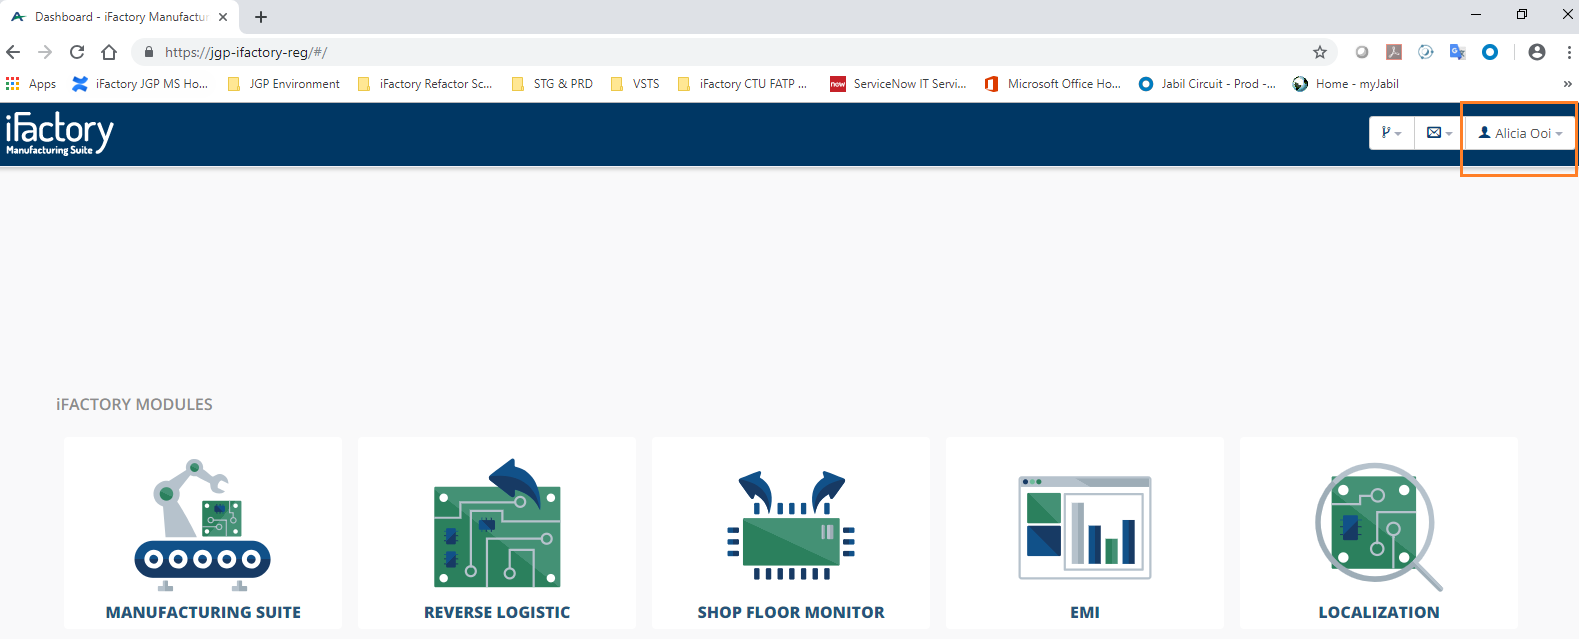 Dashboard - iFactory Manufactur
https://jgp-ifactory-reg/#/
Apps
iFactory JGP MS Ho...
JGP Environment
iFactory Refactor Sc...
STG & PRD
VSTS
iFactory CTU FATP ...
now
ServiceNow IT Servi...
Microsoft Office Ho...
Jabil Circuit - Prod -...
Home - myJabil
»
iFactory
Manufacturing Suite
Alicia Ooi
iFACTORY MODULES
MANUFACTURING SUITE
REVERSE LOGISTIC
SHOP FLOOR MONITOR
EMI
LOCALIZATION